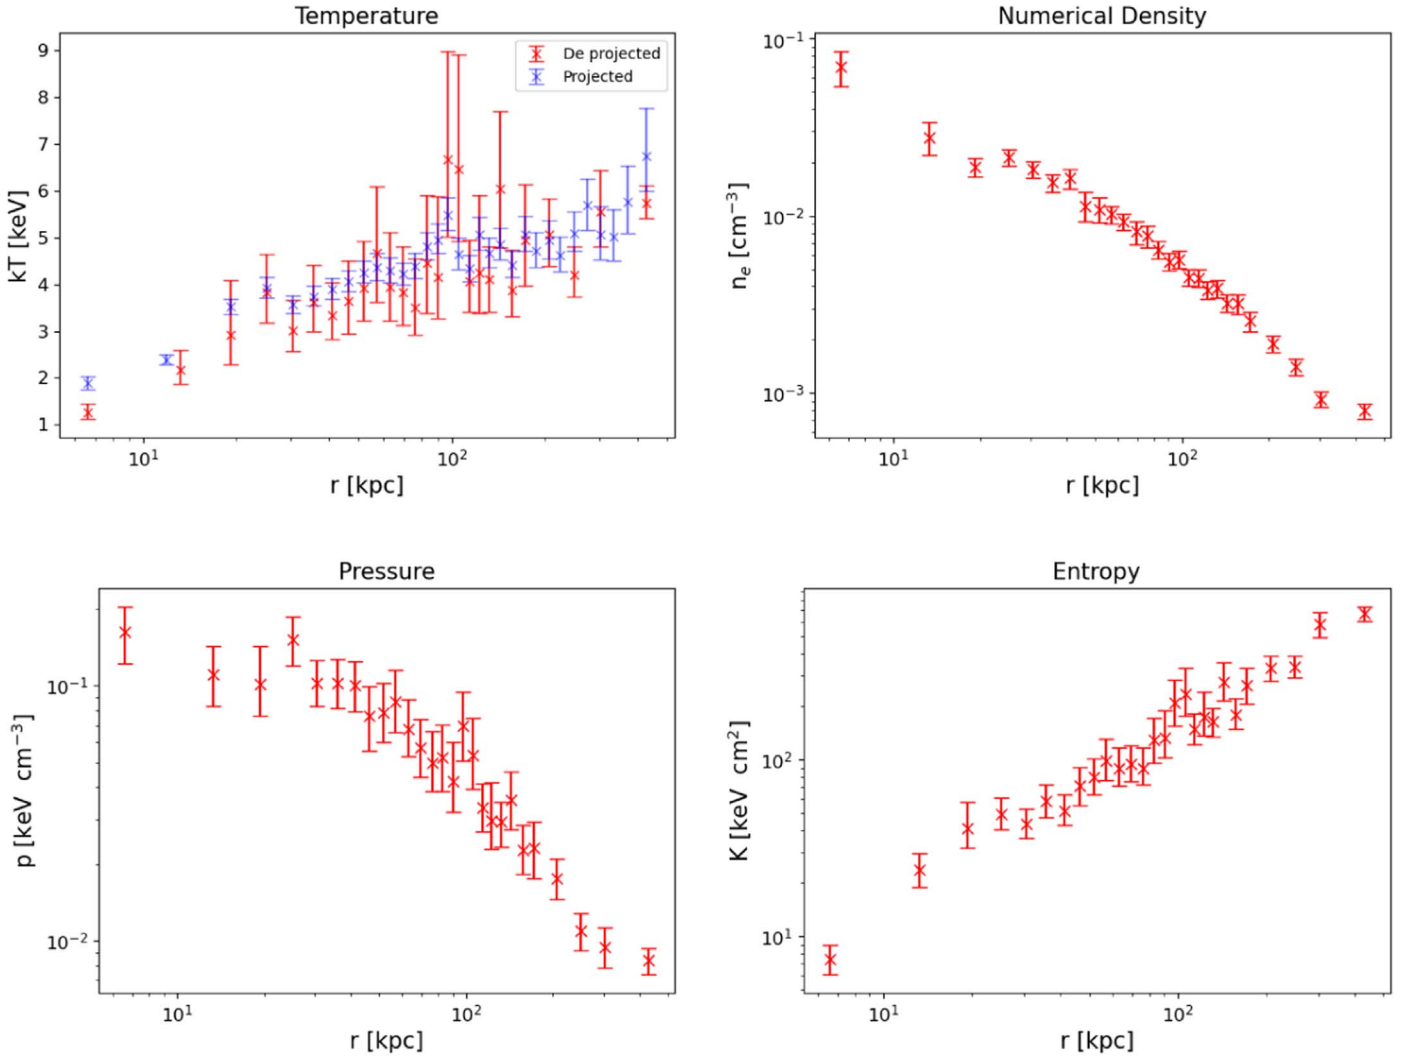 Temperature
kT [keV]
9
8
7
6
5
4
3
2
1
De projected
Projected
10¹
10²
r [kpc]
Numerical Density
nₑ [cm⁻³]
10⁻¹
10⁻²
10⁻³
10¹
10²
r [kpc]
Pressure
p [keV cm⁻³]
10⁻¹
10⁻²
10¹
10²
r [kpc]
Entropy
K [keV cm²]
10²
10¹
10¹
10²
r [kpc]